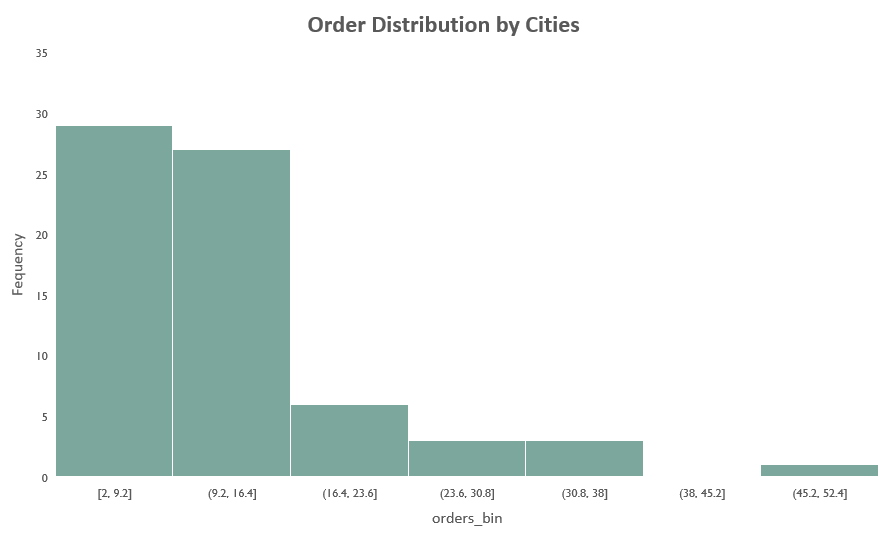 Order Distribution by Cities
35
30
25
20
15
10
5
0
Fequency
[2, 9.2] (9.2, 16.4] (16.4, 23.6] (23.6, 30.8] (30.8, 38] (38, 45.2] (45.2, 52.4]
orders_bin